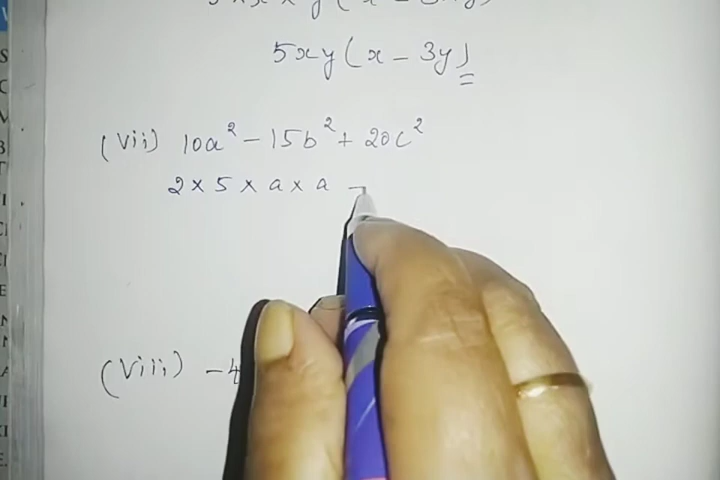 5xy(x - 3y)
(vii) 10a² - 15b² + 20c²
2 × 5 × a × a -
(viii) - 4